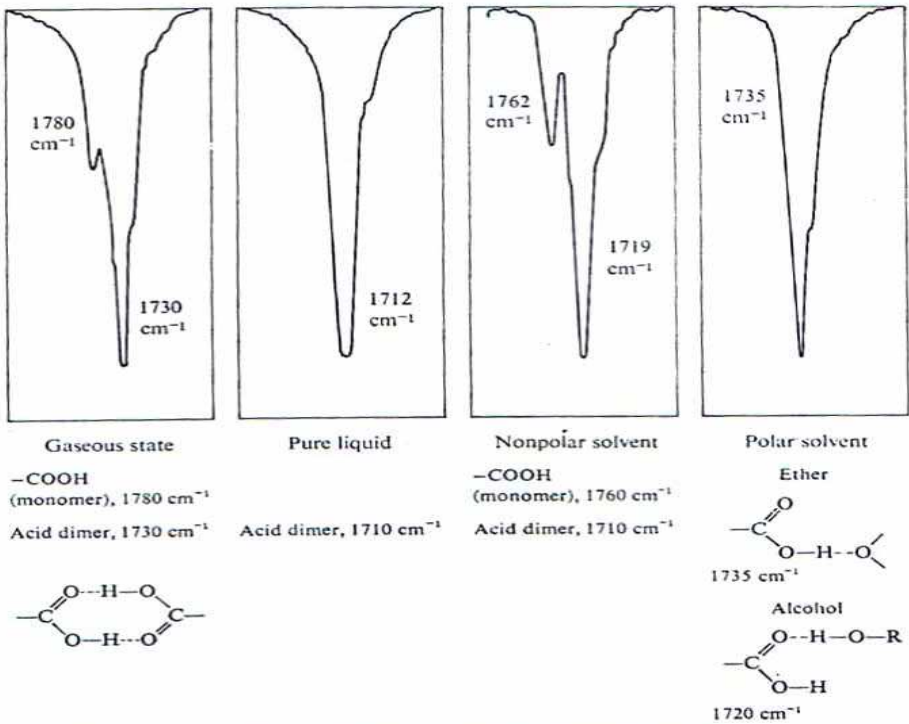 1780
cm⁻¹
1730
cm⁻¹
1712
cm⁻¹
1762
cm⁻¹
1719
cm⁻¹
1735
cm⁻¹
Gaseous state
Pure liquid
Nonpolar solvent
Polar solvent
–COOH
(monomer), 1780 cm⁻¹
Acid dimer, 1730 cm⁻¹
Acid dimer, 1710 cm⁻¹
–COOH
(monomer), 1760 cm⁻¹
Acid dimer, 1710 cm⁻¹
O---H—O
—C C—
O—H---O
Ether
O
—C
O—H---O
1735 cm⁻¹
Alcohol
O---H—O—R
—C
O—H
1720 cm⁻¹